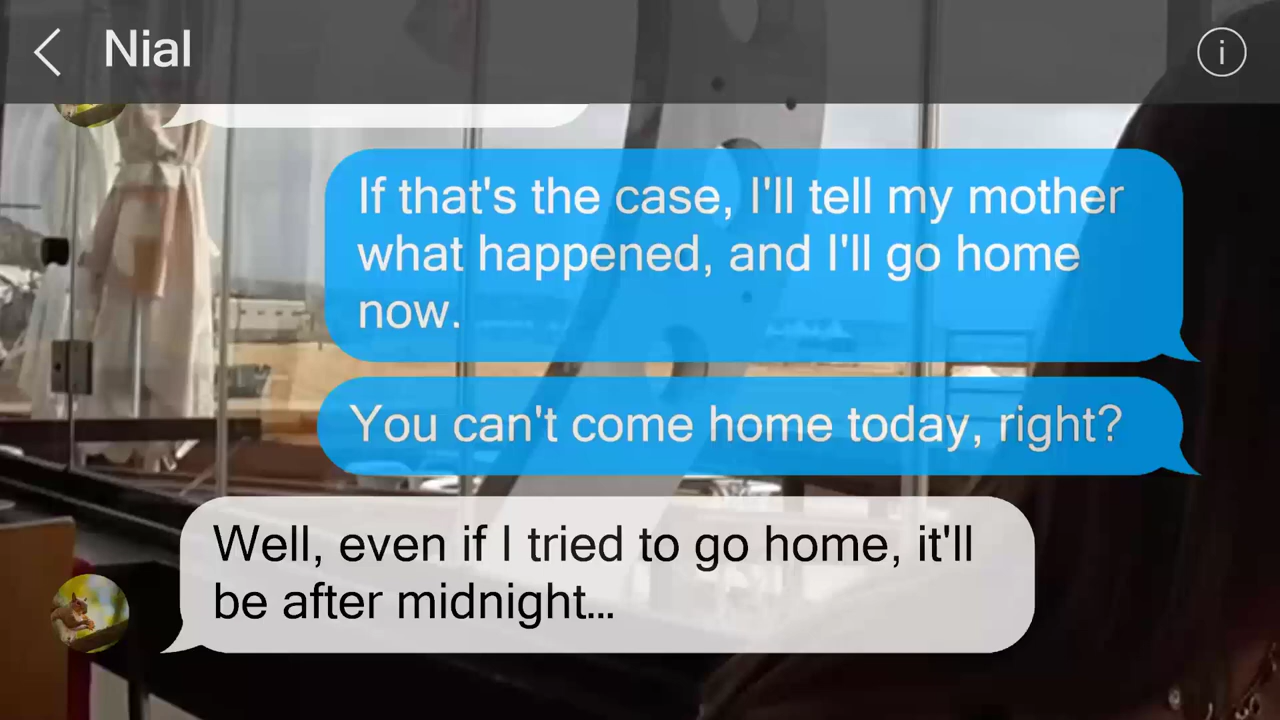 Nial
i
If that's the case, I'll tell my mother
what happened, and I'll go home
now.
You can't come home today, right?
Well, even if I tried to go home, it'll
be after midnight...